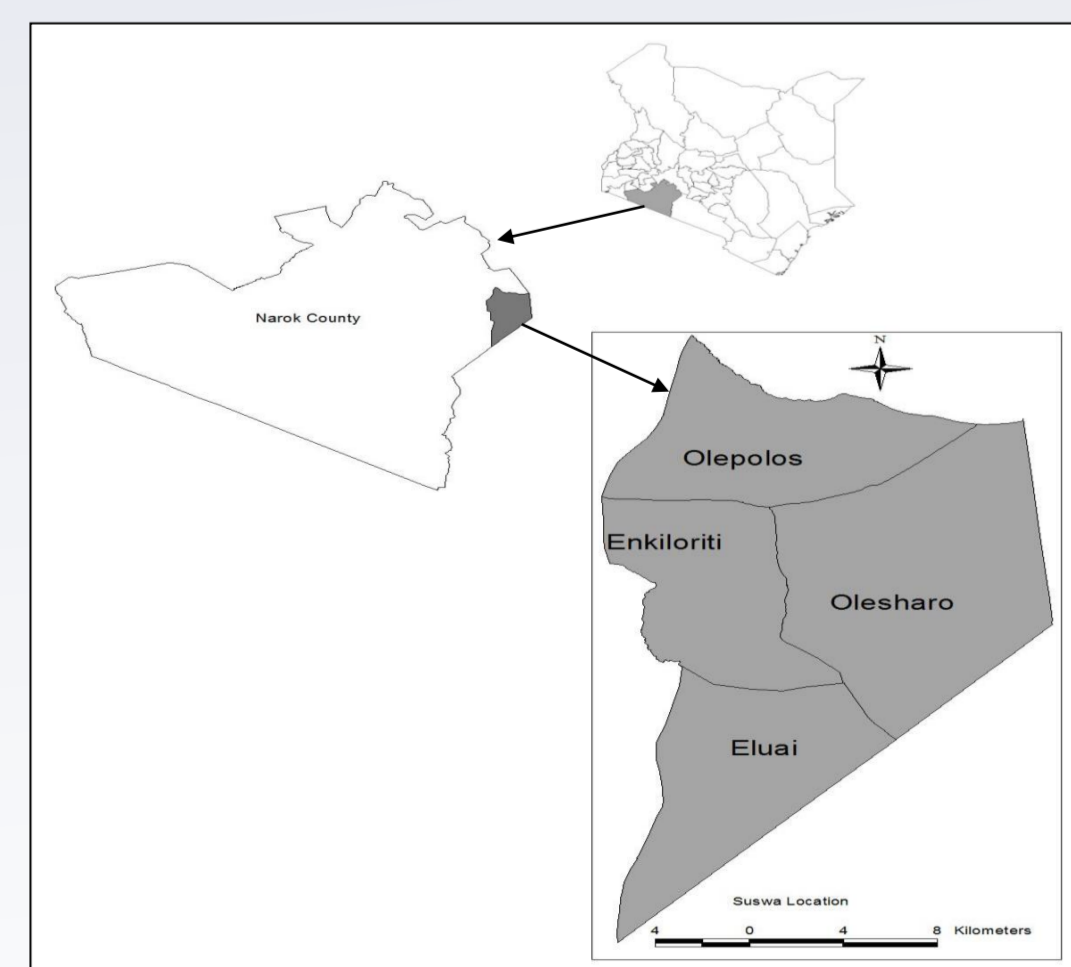 Narok County
N
Olepolos
Enkiloriti
Olesharo
Eluai
Suswa Location
4 0 4 8 Kilometers